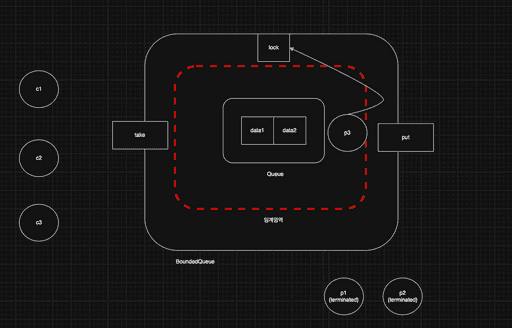 lock
c1
take
data1 data2
p3
put
c2
Queue
c3
임계영역
BoundedQueue
p1
(terminated)
p2
(terminated)